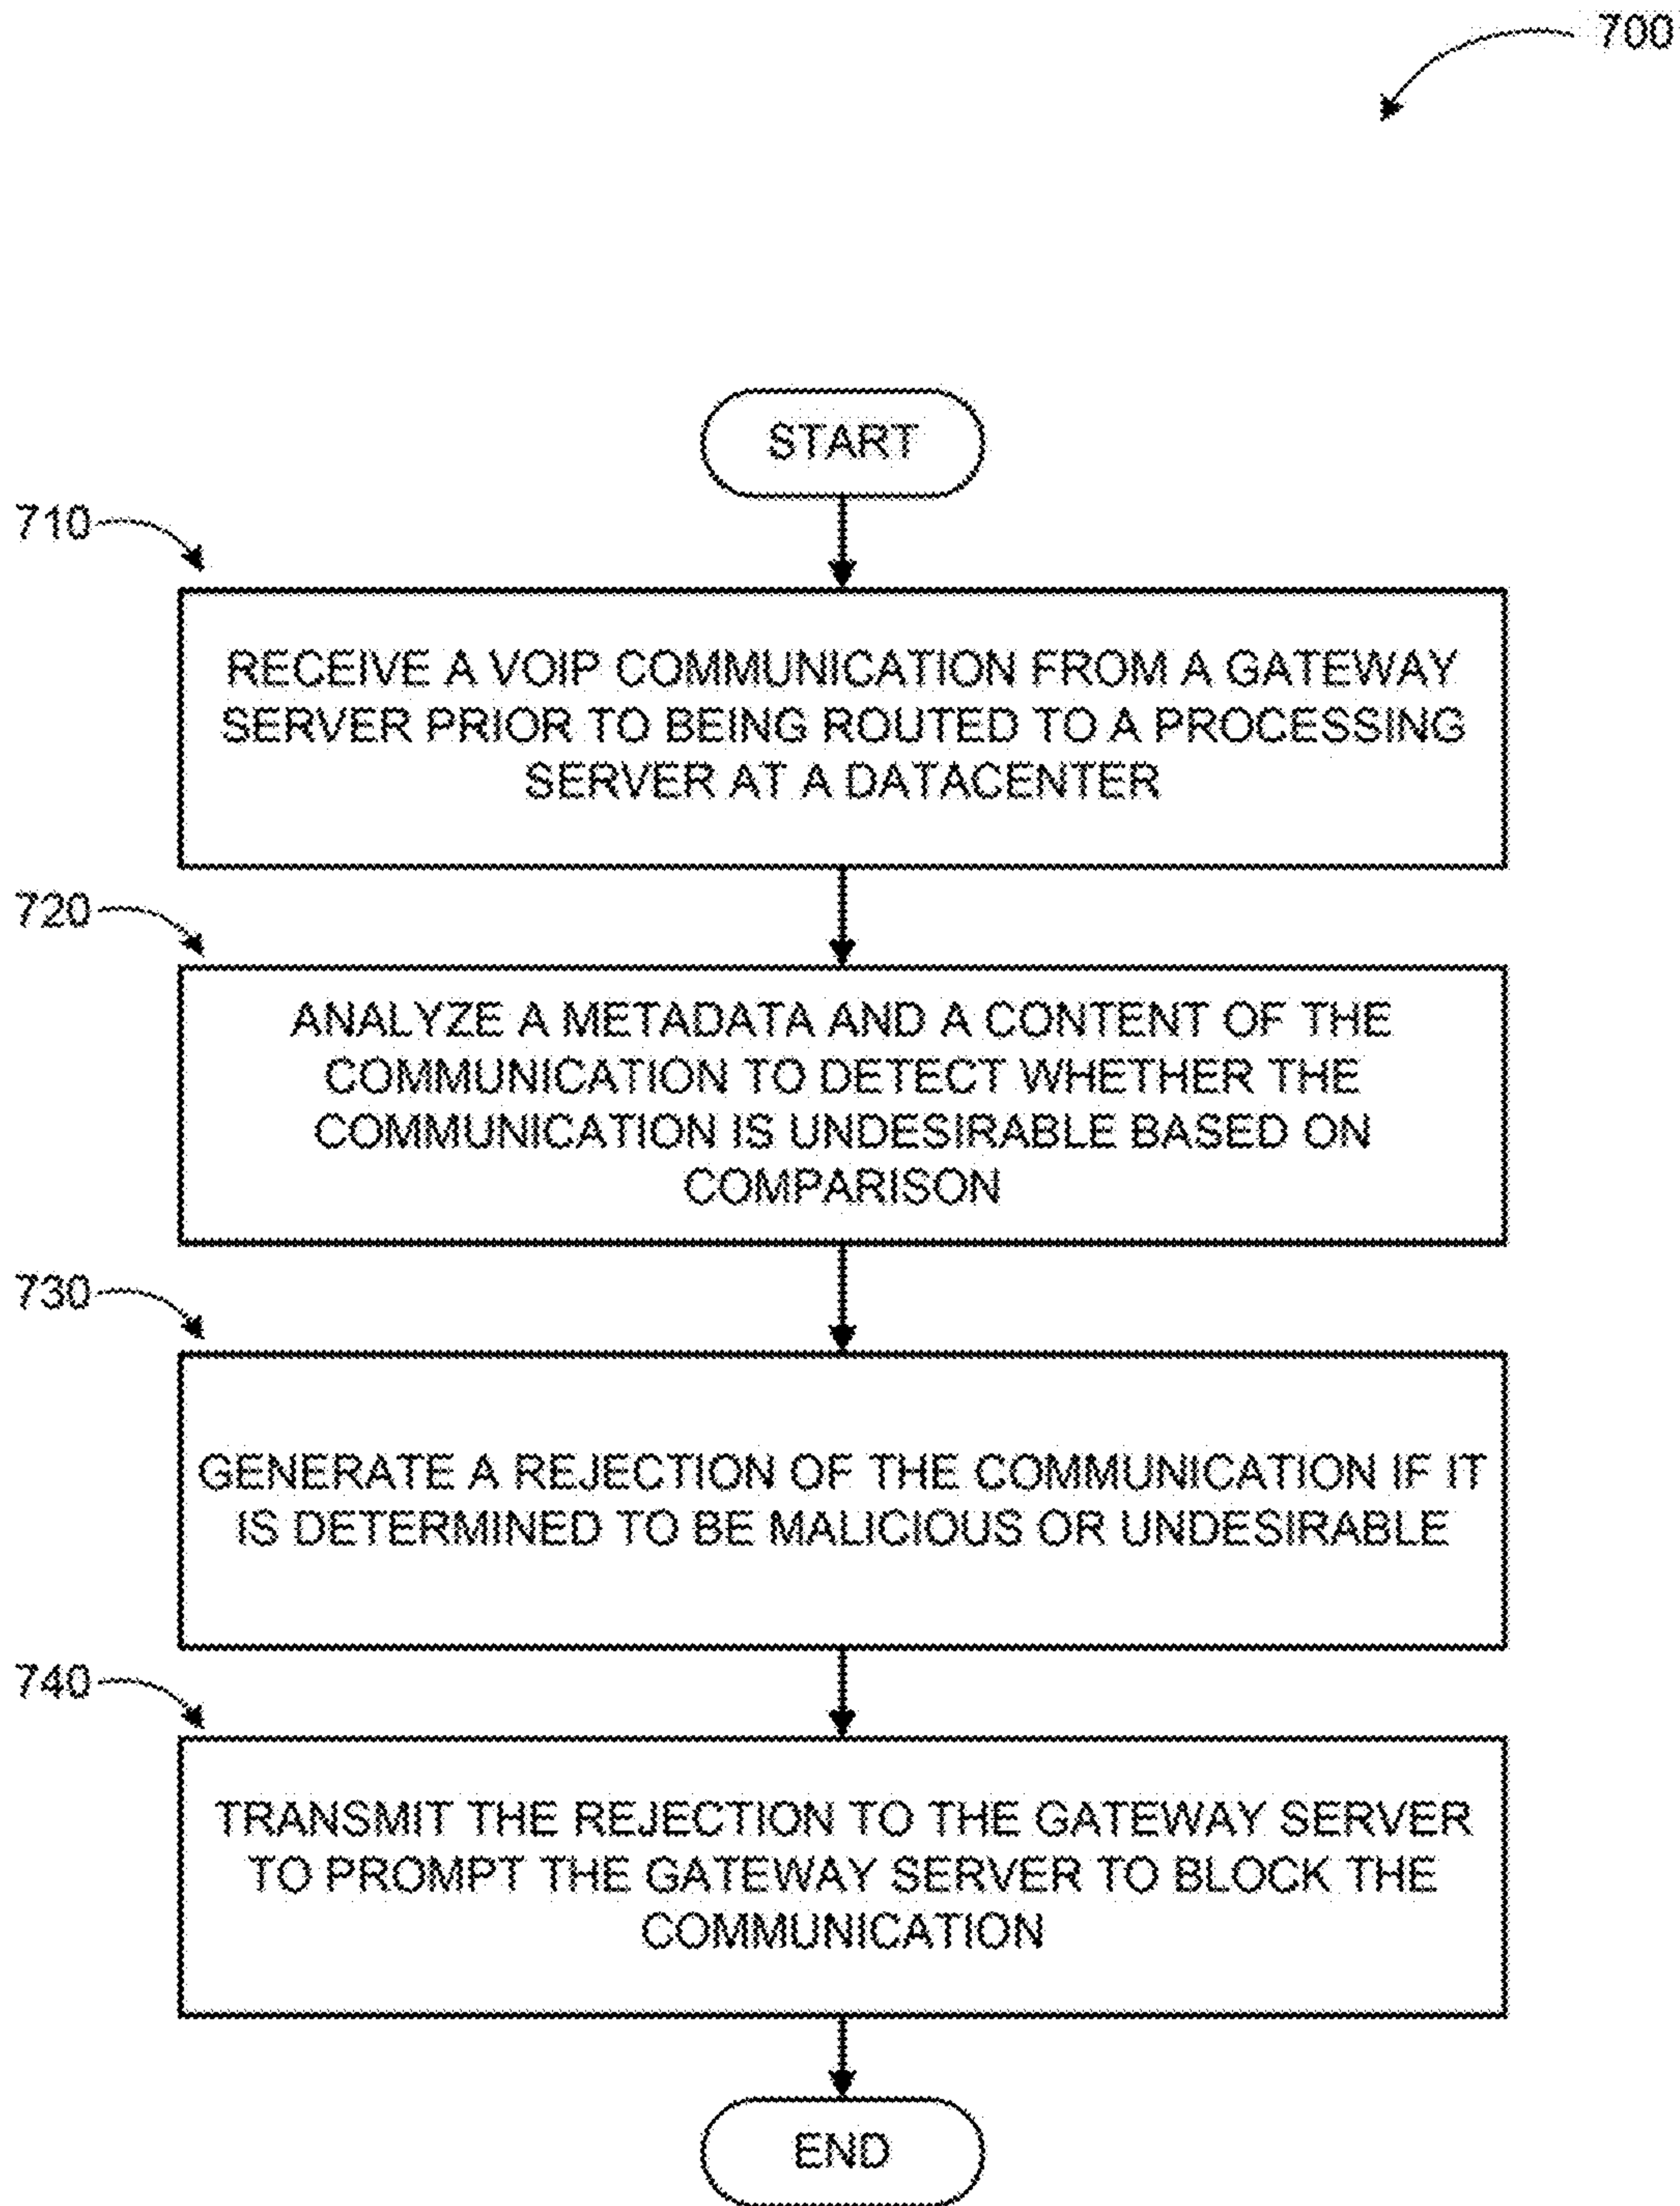 700
START
710
RECEIVE A VOIP COMMUNICATION FROM A GATEWAY
SERVER PRIOR TO BEING ROUTED TO A PROCESSING
SERVER AT A DATACENTER
720
ANALYZE A METADATA AND A CONTENT OF THE
COMMUNICATION TO DETECT WHETHER THE
COMMUNICATION IS UNDESIRABLE BASED ON
COMPARISON
730
GENERATE A REJECTION OF THE COMMUNICATION IF IT
IS DETERMINED TO BE MALICIOUS OR UNDESIRABLE
740
TRANSMIT THE REJECTION TO THE GATEWAY SERVER
TO PROMPT THE GATEWAY SERVER TO BLOCK THE
COMMUNICATION
END